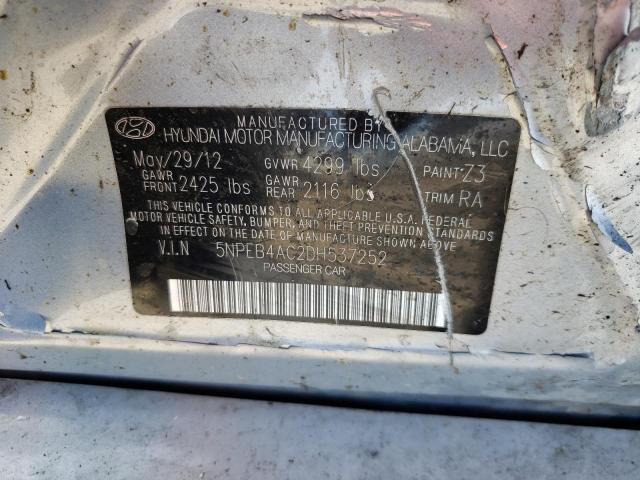 MANUFACTURED BY
HYUNDAI MOTOR MANUFACTURING ALABAMA, LLC
May/29/12 GVWR 4299 lbs PAINT Z3
GAWR FRONT 2425 lbs GAWR REAR 2116 lbs TRIM RA
THIS VEHICLE CONFORMS TO ALL APPLICABLE U.S.A. FEDERAL
MOTOR VEHICLE SAFETY, BUMPER, AND THEFT PREVENTION STANDARDS
IN EFFECT ON THE DATE OF MANUFACTURE SHOWN ABOVE.
V.I.N 5NPEB4AC2DH537252
PASSENGER CAR